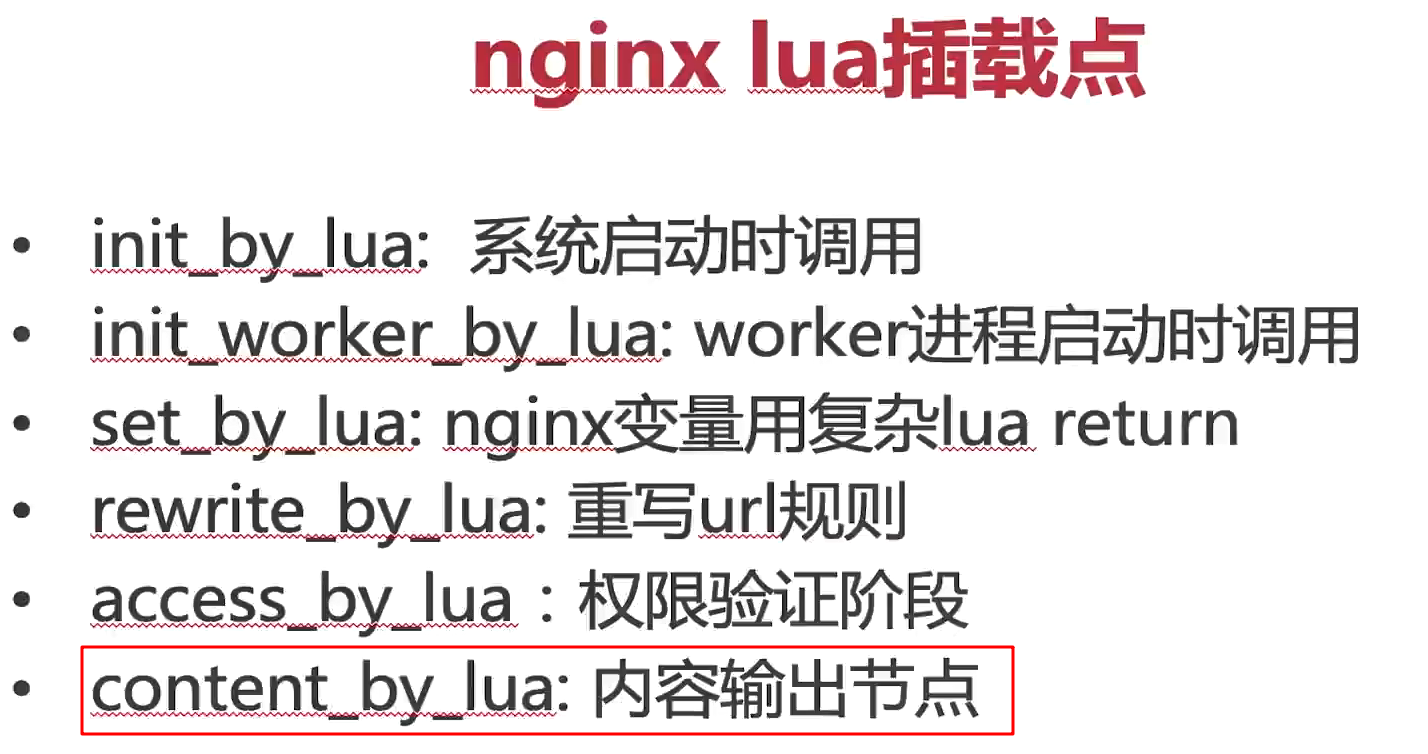 nginx lua插载点
• init_by_lua: 系统启动时调用
• init_worker_by_lua: worker进程启动时调用
• set_by_lua: nginx变量用复杂lua return
• rewrite_by_lua: 重写url规则
• access_by_lua：权限验证阶段
• content_by_lua: 内容输出节点